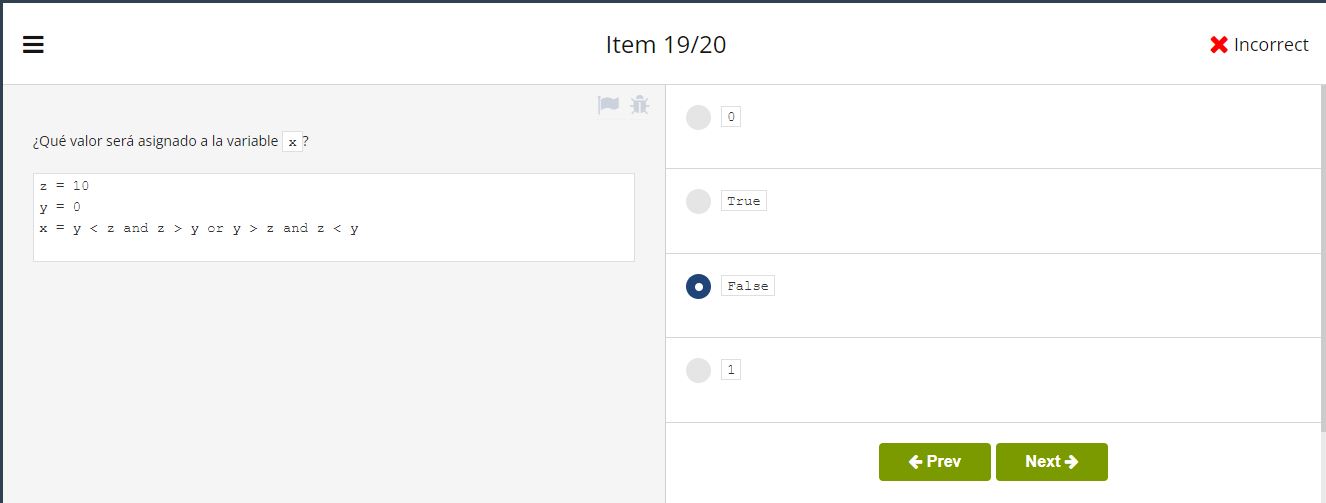 Item 19/20
Incorrect
¿Qué valor será asignado a la variable x?
z = 10
y = 0
x = y < z and z > y or y > z and z < y
0
True
False
1
Prev
Next